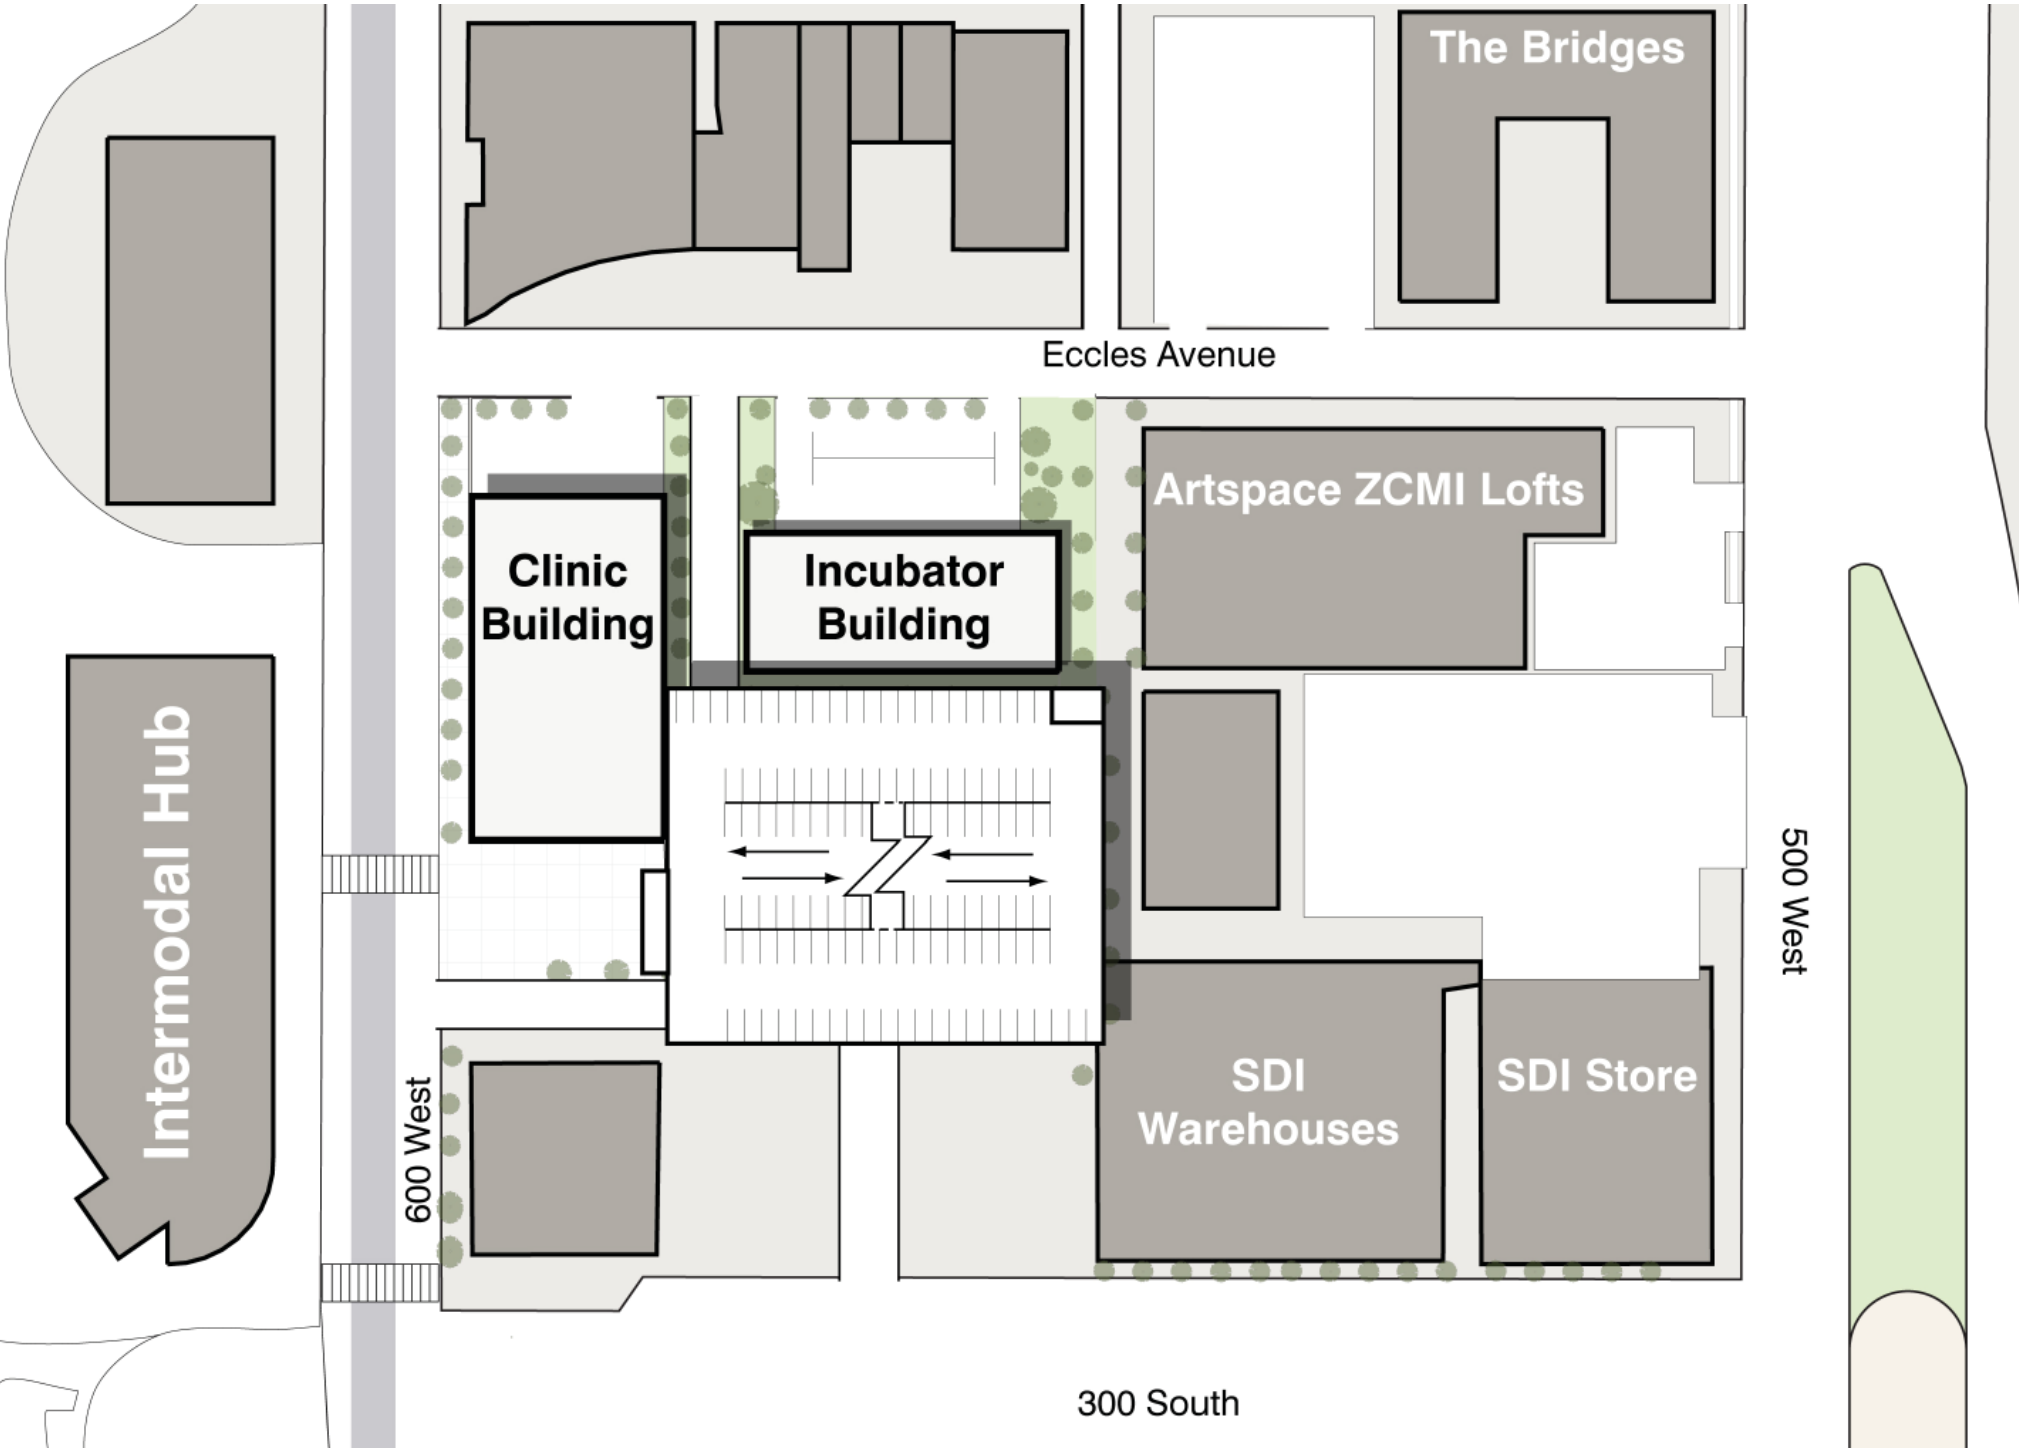 The Bridges
Eccles Avenue
Artspace ZCMI Lofts
Clinic
Building
Incubator
Building
Intermodal Hub
500 West
600 West
SDI
Warehouses
SDI Store
300 South